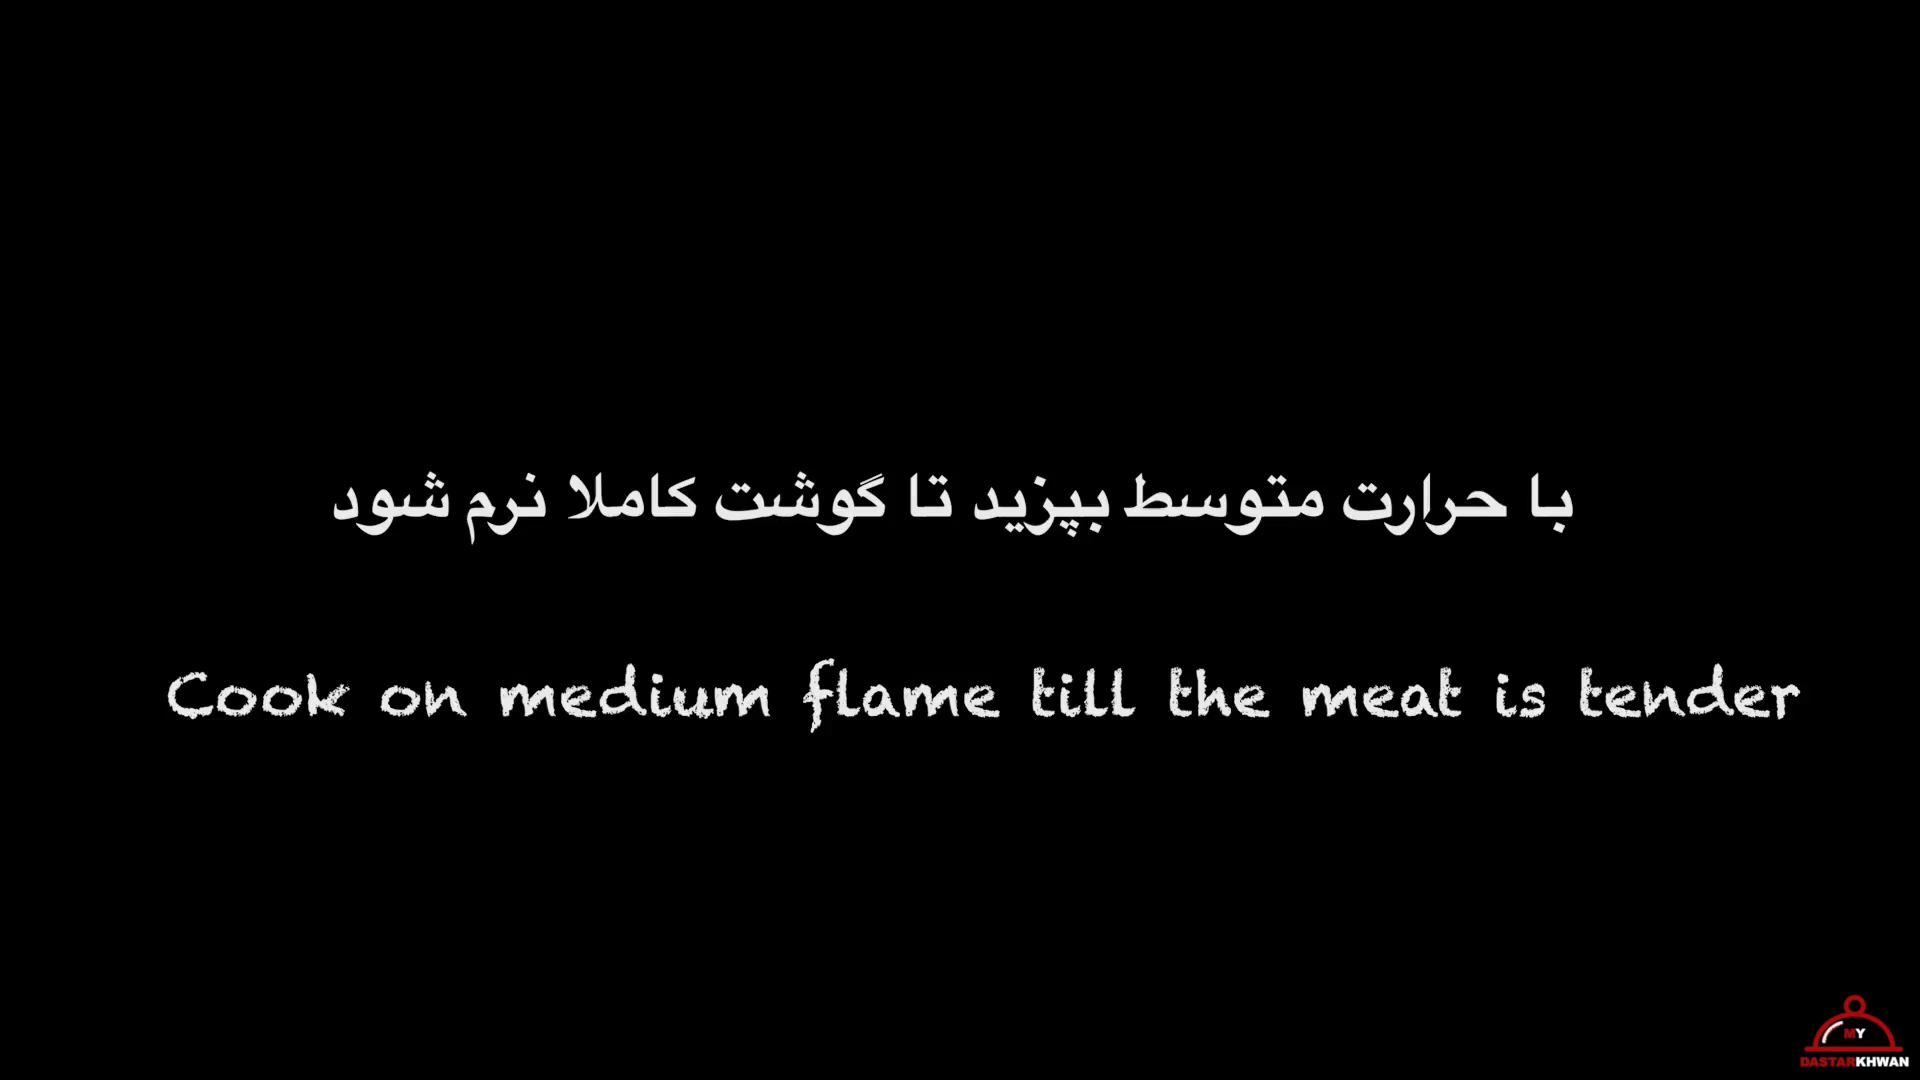 با حرارت متوسط بپزید تا گوشت کاملا نرم شود
Cook on medium flame till the meat is tender
MY
DASTARKHWAN